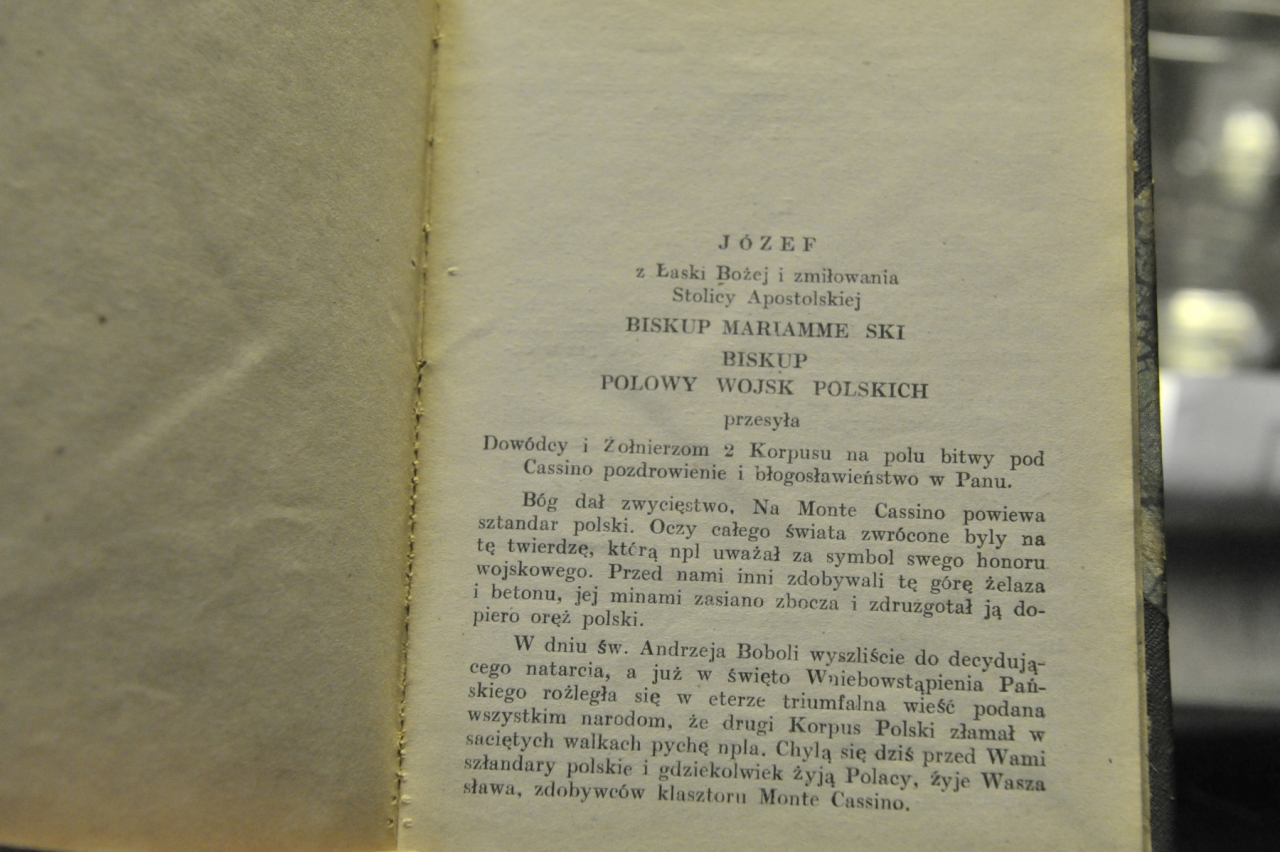 JÓZEF
z Łaski Bożej i zmiłowania
Stolicy Apostolskiej
BISKUP MARIAMME SKI
BISKUP
POLOWY WOJSK POLSKICH
przesyła
Dowódcy i Żołnierzom 2 Korpusu na polu bitwy pod
Cassino pozdrowienie i błogosławieństwo w Panu.
Bóg dał zwycięstwo. Na Monte Cassino powiewa
sztandar polski. Oczy całego świata zwrócone byly na
tę twierdzę, którą npl uważał za symbol swego honoru
wojskowego. Przed nami inni zdobywali tę górę żelaza
i betonu, jej minami zasiano zbocza i zdruzgotał ją do-
piero oręż polski.
W dniu św. Andrzeja Boboli wyszliście do decydują-
cego natarcia, a już w święto Wniebowstąpienia Pań-
skiego rożległa się w eterze triumfalna wieść podana
wszystkim narodom, że drugi Korpus Polski złamał w
saciętych walkach pychę npla. Chylą się dziś przed Wami
szłandary polskie i gdziekolwiek żyją Polacy, żyje Wasza
sława, zdobywców klasztoru Monte Cassino.